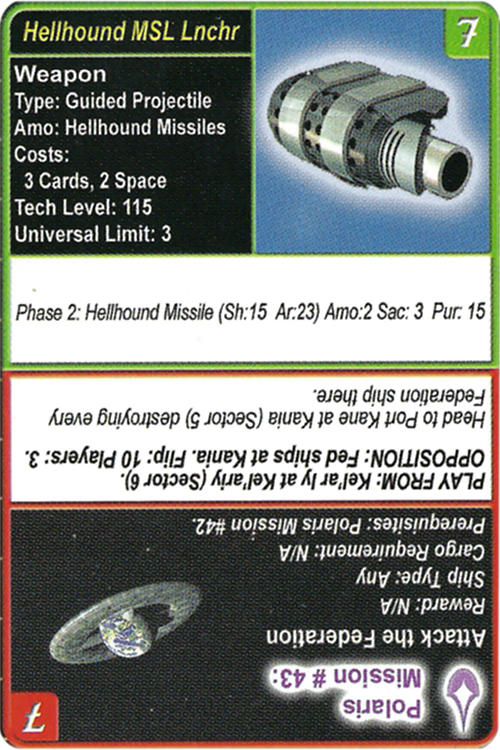 Hellhound MSL Lnchr
7
Weapon
Type: Guided Projectile
Amo: Hellhound Missiles
Costs:
3 Cards, 2 Space
Tech Level: 115
Universal Limit: 3
Phase 2: Hellhound Missile (Sh:15 Ar:23) Amo:2 Sac: 3 Pur: 15
Polaris
Mission # 43:
7
Attack the Federation
Reward: N/A
Ship Type: Any
Cargo Requirement: N/A
Prerequisites: Polaris Mission #42.
PLAY FROM: Kel'ar ly at Kel'arly (Sector 6).
OPPOSITION: Fed ships at Kania. Flip: 10 Players: 3.
Head to Port Kane at Kania (Sector 5) destroying every
Federation ship there.